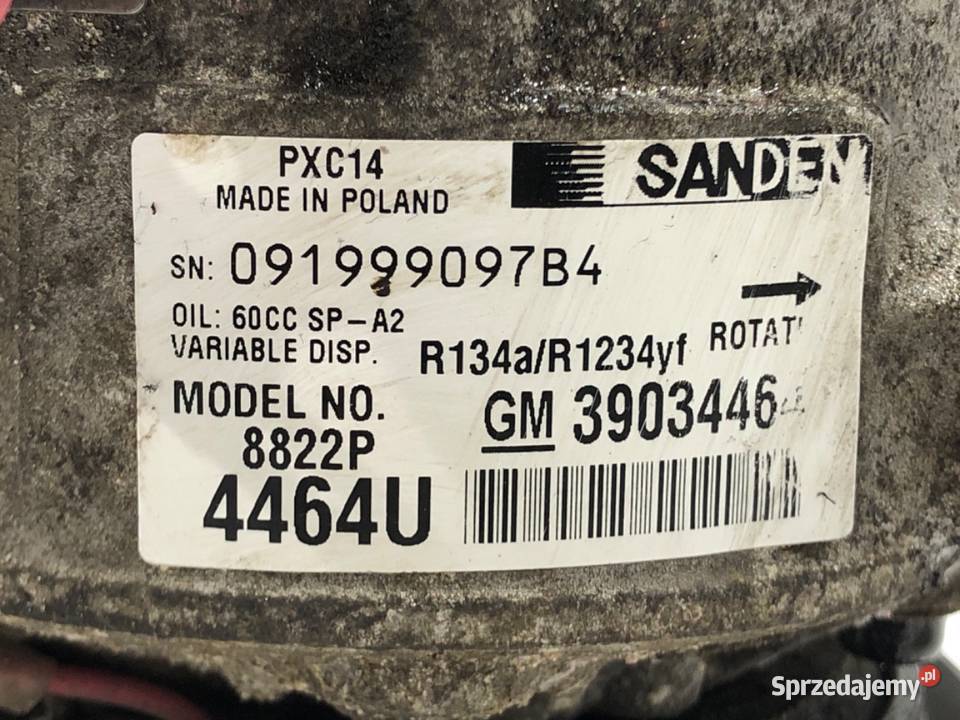 PXC14
MADE IN POLAND
SANDEN
SN: 091999097B4
OIL: 60CC SP-A2
VARIABLE DISP.
R134a/R1234yf
MODEL NO.
8822P
GM
4464U
Sprzedajemy.pl